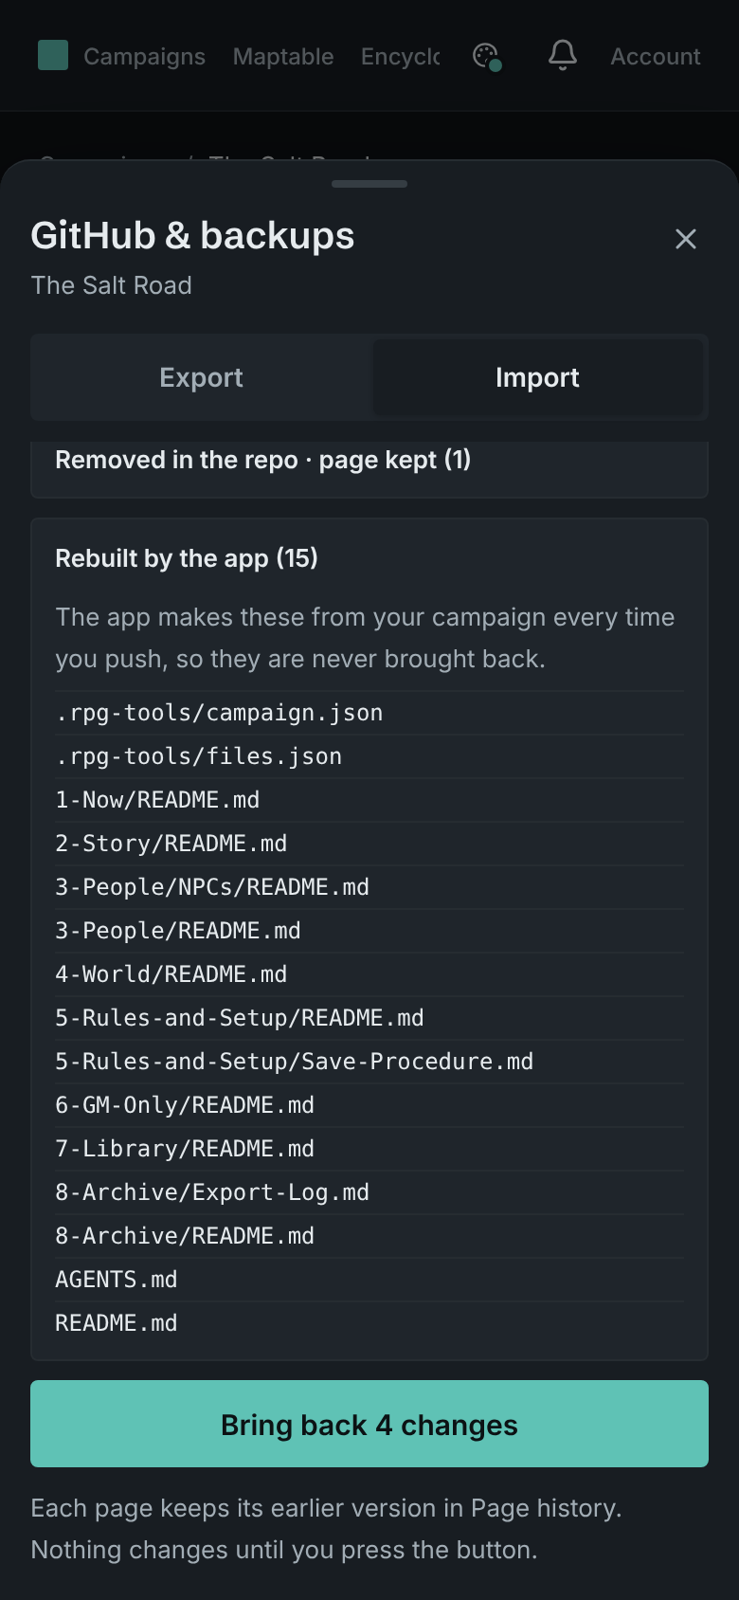 Campaigns Maptable Encyclc Account
GitHub & backups
The Salt Road
Export Import
Removed in the repo · page kept (1)
Rebuilt by the app (15)
The app makes these from your campaign every time
you push, so they are never brought back.
.rpg-tools/campaign.json
.rpg-tools/files.json
1-Now/README.md
2-Story/README.md
3-People/NPCs/README.md
3-People/README.md
4-World/README.md
5-Rules-and-Setup/README.md
5-Rules-and-Setup/Save-Procedure.md
6-GM-Only/README.md
7-Library/README.md
8-Archive/Export-Log.md
8-Archive/README.md
AGENTS.md
README.md
Bring back 4 changes
Each page keeps its earlier version in Page history.
Nothing changes until you press the button.